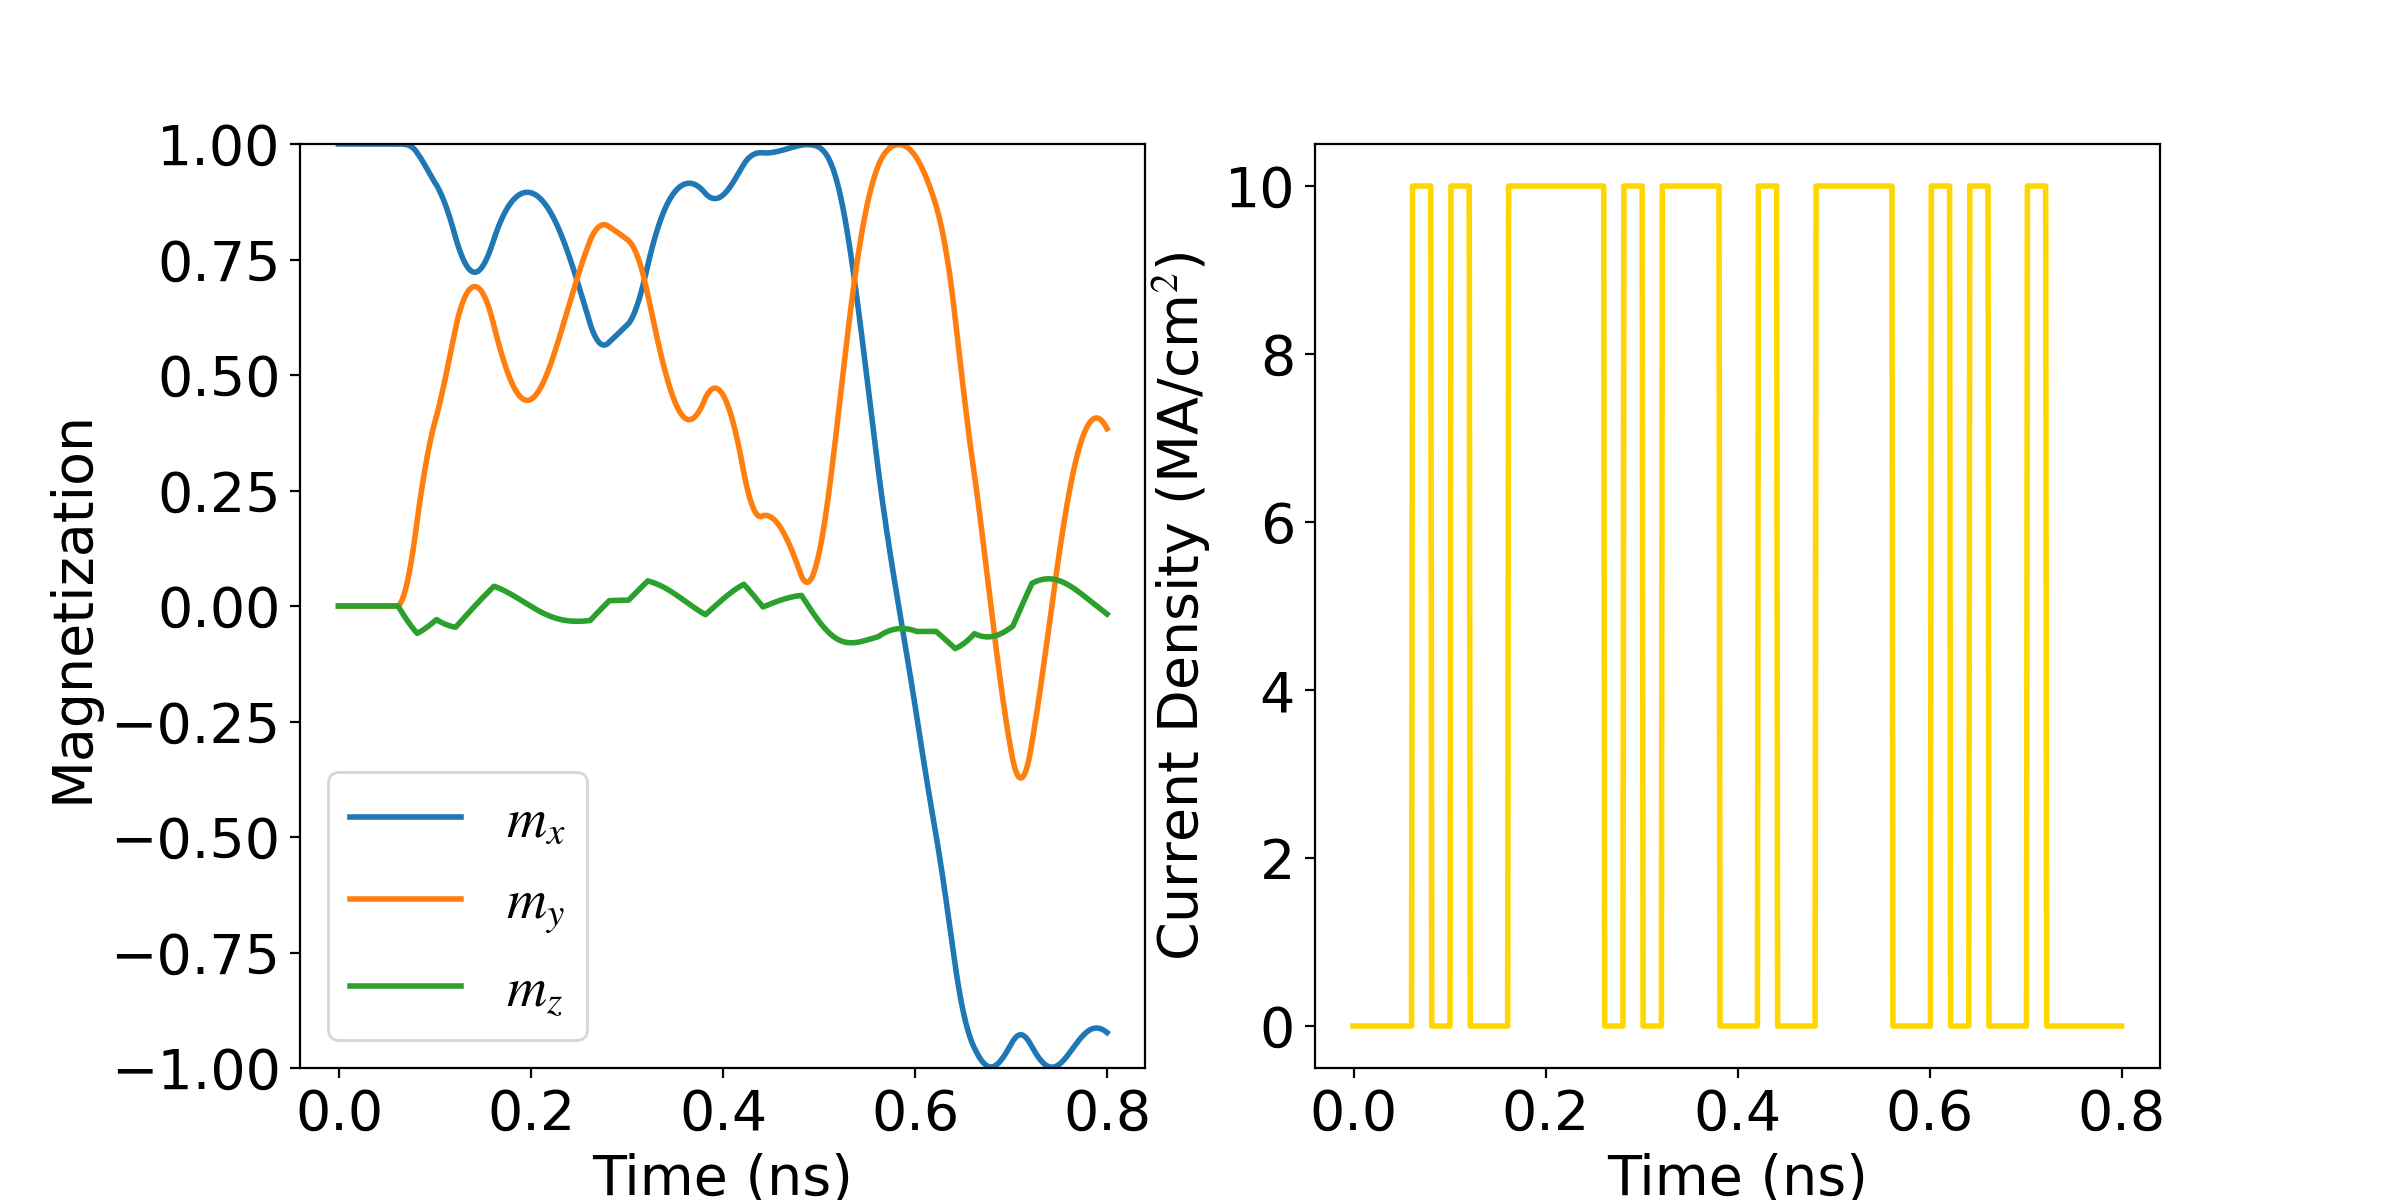 Magnetization
1.00
0.75
0.50
0.25
0.00
−0.25
−0.50
−0.75
−1.00
m_x
m_y
m_z
0.0 0.2 0.4 0.6 0.8
Time (ns)
Current Density (MA/cm²)
10
8
6
4
2
0
0.0 0.2 0.4 0.6 0.8
Time (ns)